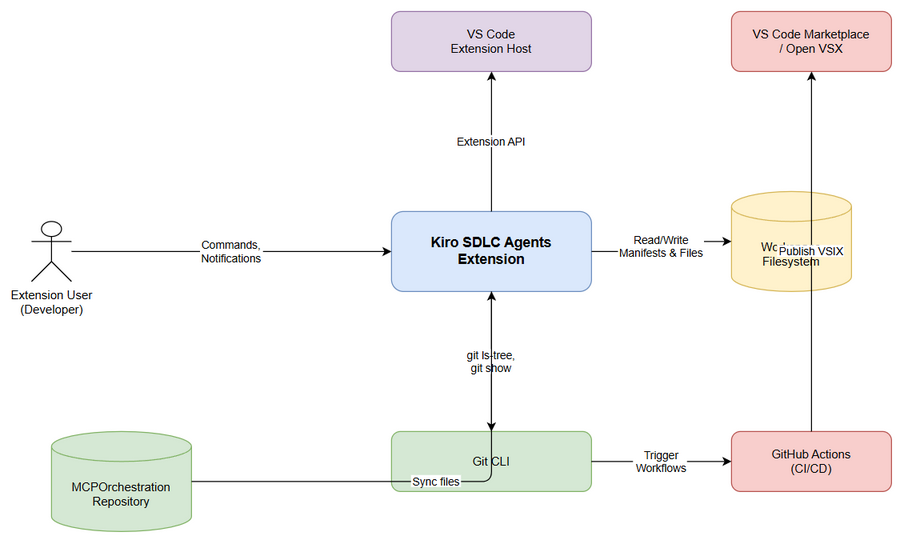 VS Code
Extension Host
VS Code Marketplace
/ Open VSX
Extension API
Commands,
Notifications
Kiro SDLC Agents
Extension
Read/Write
Manifests & Files
Publish VSIX
Filesystem
Extension User
(Developer)
git ls-tree,
git show
MCPOrchestration
Repository
Git CLI
Sync files
Trigger
Workflows
GitHub Actions
(CI/CD)